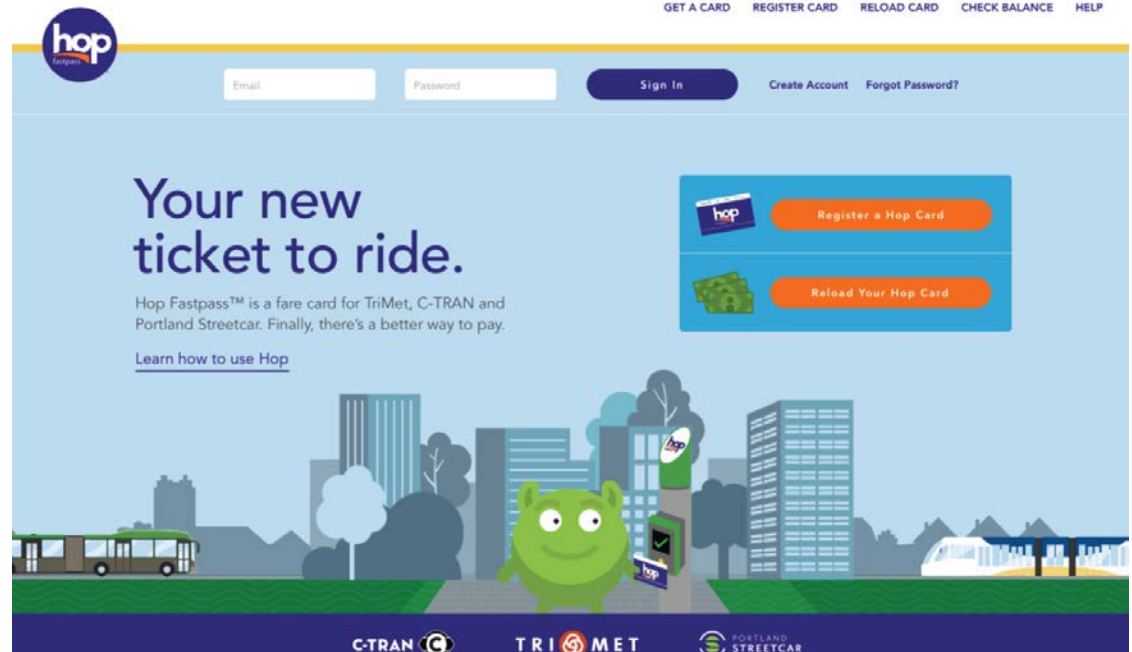 GET A CARD REGISTER CARD RELOAD CARD CHECK BALANCE HELP
hop
fastpass
Email Password Sign In Create Account Forgot Password?
Your new
ticket to ride.
hop
Register a Hop Card
Hop Fastpass™ is a fare card for TriMet, C-TRAN and
Portland Streetcar. Finally, there's a better way to pay.
Reload Your Hop Card
Learn how to use Hop
hop
hop
C-TRAN C TRIMET PORTLAND
STREETCAR